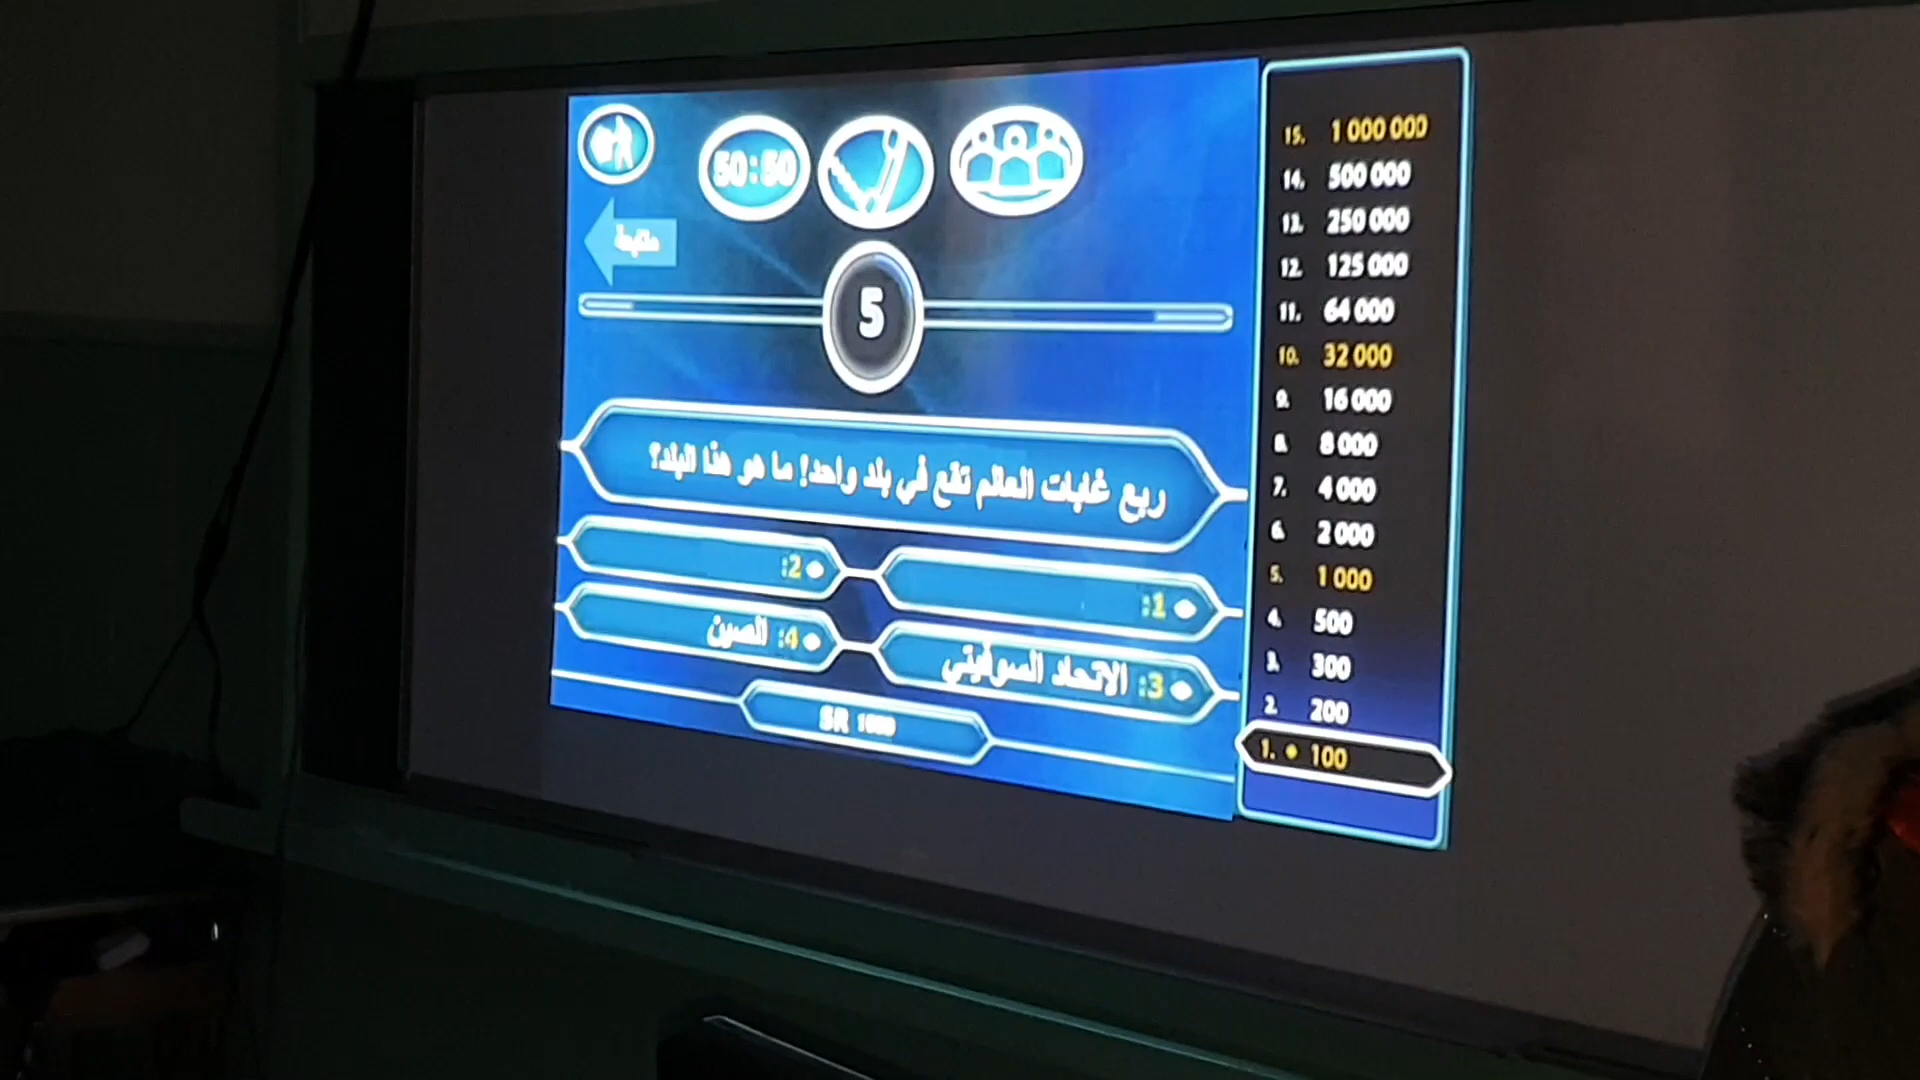 50:50
متابعة
5
ربع غابات العالم تقع في بلد واحد! ما هو هذا البلد؟
1:
2:
3: الاتحاد السوفيتي
4: الصين
SR 1000
15. 1 000 000
14. 500 000
13. 250 000
12. 125 000
11. 64 000
10. 32 000
9. 16 000
8. 8 000
7. 4 000
6. 2 000
5. 1 000
4. 500
3. 300
2. 200
1. 100